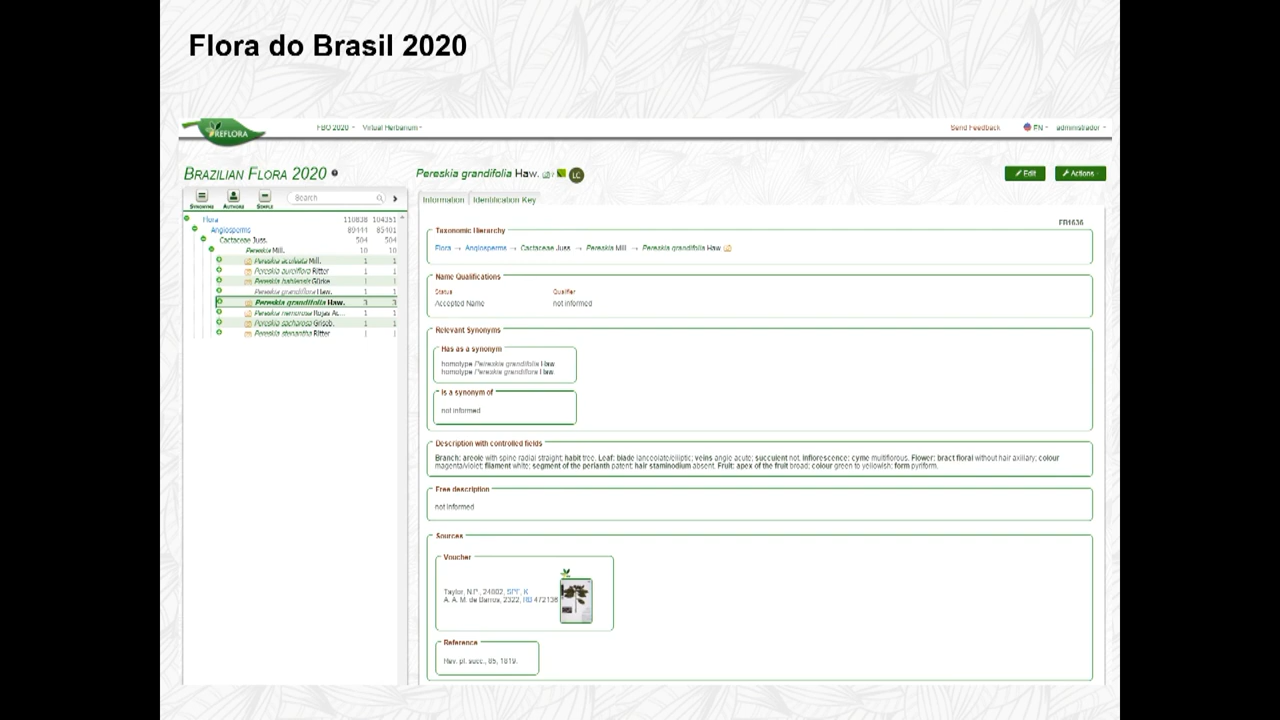 Flora do Brasil 2020
REFLORA
FBO 2020
Virtual Herbarium
Send Feedback
EN
administrador
BRAZILIAN FLORA 2020
Pereskia grandifolia Haw.
LC
Edit
Actions
SYNONYMS
AUTHORS
SIMPLE
Search
Information
Identification Key
Flora 110838 104351
Angiosperms 89444 85401
Cactaceae Juss. 504 504
Pereskia Mill. 10 10
Pereskia aculeata Mill. 1 1
Pereskia aureiflora Ritter 1 1
Pereskia bahiensis Gürke 1 1
Pereskia grandiflora Haw. 1 1
Pereskia grandifolia Haw. 3 3
Pereskia nemorosa Rojas Ac... 1 1
Pereskia sacharosa Griseb. 1 1
Pereskia stenantha Ritter 1 1
FB1636
Taxonomic Hierarchy
Flora → Angiosperms → Cactaceae Juss → Pereskia Mill → Pereskia grandifolia Haw
Name Qualifications
Status Qualifier
Accepted Name not informed
Relevant Synonyms
Has as a synonym
homotype Pereskia grandifolia Haw
homotype Pereskia grandiflora Haw
Is a synonym of
not informed
Description with controlled fields
Branch: areole with spine radial straight; habit tree. Leaf: blade lanceolate/elliptic; veins angle acute; succulent not. Inflorescence: cyme multiflorous. Flower: bract floral without hair axillary; colour
magenta/violet; filament white; segment of the perianth patent; hair staminodium absent. Fruit: apex of the fruit broad; colour green to yellowish; form pyriform.
Free description
not informed
Sources
Voucher
Taylor, N.P., 24002, SPF, K
A. A. M. de Barros, 2322, RB 472138
Reference
Rev. pl. succ., 85, 1819.